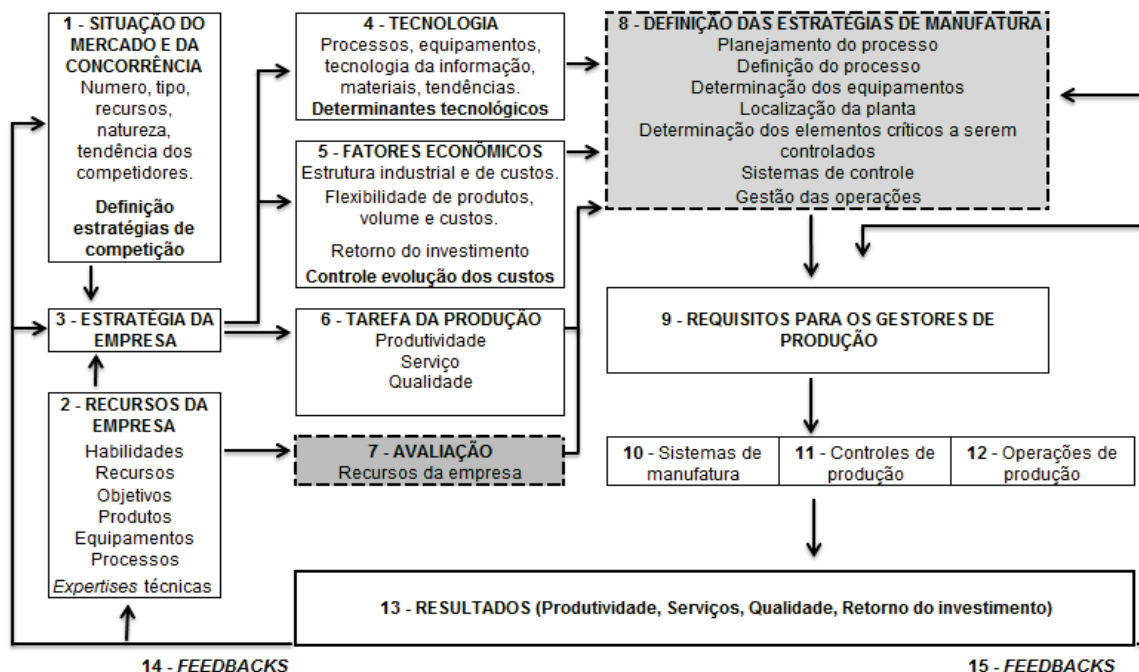 1 - SITUAÇÃO DO
MERCADO E DA
CONCORRÊNCIA
Numero, tipo,
recursos,
natureza,
tendência dos
competidores.
Definição
estratégias de
competição
3 - ESTRATÉGIA DA
EMPRESA
2 - RECURSOS DA
EMPRESA
Habilidades
Recursos
Objetivos
Produtos
Equipamentos
Processos
Expertises técnicas
4 - TECNOLOGIA
Processos, equipamentos,
tecnologia da informação,
materiais, tendências.
Determinantes tecnológicos
5 - FATORES ECONÔMICOS
Estrutura industrial e de custos.
Flexibilidade de produtos,
volume e custos.
Retorno do investimento
Controle evolução dos custos
6 - TAREFA DA PRODUÇÃO
Produtividade
Serviço
Qualidade
7 - AVALIAÇÃO
Recursos da empresa
8 - DEFINIÇÃO DAS ESTRATÉGIAS DE MANUFATURA
Planejamento do processo
Definição do processo
Determinação dos equipamentos
Localização da planta
Determinação dos elementos críticos a serem
controlados
Sistemas de controle
Gestão das operações
9 - REQUISITOS PARA OS GESTORES DE
PRODUÇÃO
10 - Sistemas de
manufatura
11 - Controles de
produção
12 - Operações de
produção
13 - RESULTADOS (Produtividade, Serviços, Qualidade, Retorno do investimento)
14 - FEEDBACKS
15 - FEEDBACKS